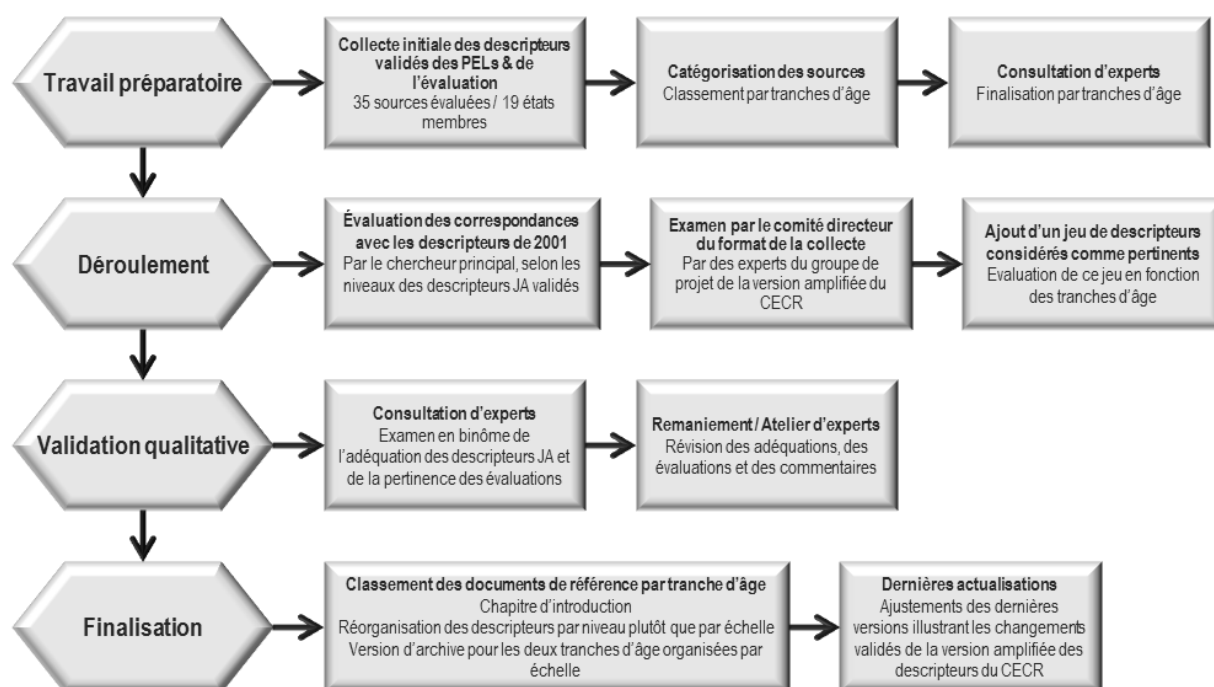 Travail préparatoire
Collecte initiale des descripteurs
validés des PELs & de
l'évaluation
35 sources évaluées / 19 états
membres
Catégorisation des sources
Classement par tranches d'âge
Consultation d'experts
Finalisation par tranches d'âge
Déroulement
Évaluation des correspondances
avec les descripteurs de 2001
Par le chercheur principal, selon les
niveaux des descripteurs JA validés
Examen par le comité directeur
du format de la collecte
Par des experts du groupe de
projet de la version amplifiée du
CECR
Ajout d'un jeu de descripteurs
considérés comme pertinents
Evaluation de ce jeu en fonction
des tranches d'âge
Validation qualitative
Consultation d'experts
Examen en binôme de
l'adéquation des descripteurs JA et
de la pertinence des évaluations
Remaniement / Atelier d'experts
Révision des adéquations, des
évaluations et des commentaires
Finalisation
Classement des documents de référence par tranche d'âge
Chapitre d'introduction
Réorganisation des descripteurs par niveau plutôt que par échelle
Version d'archive pour les deux tranches d'âge organisées par
échelle
Dernières actualisations
Ajustements des dernières
versions illustrant les changements
validés de la version amplifiée des
descripteurs du CECR